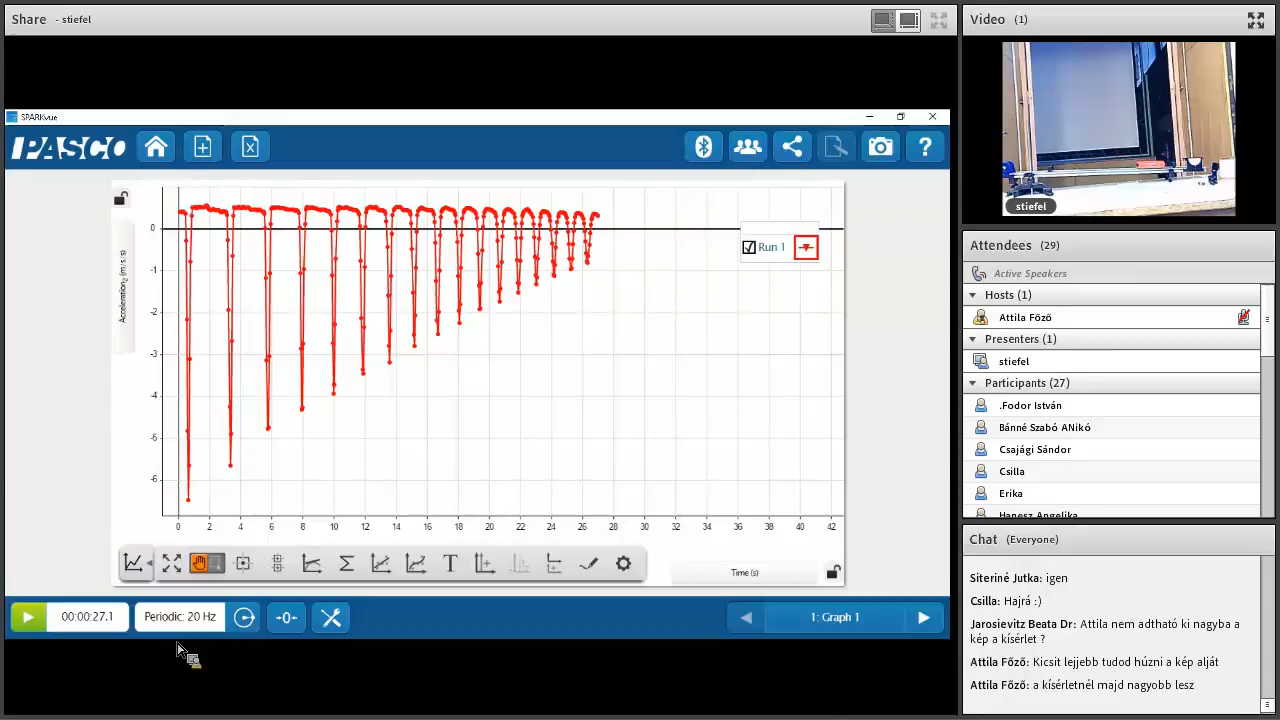 Share - stiefel
SPARKvue
PASCO
?
0
-1
-2
-3
-4
-5
-6
Acceleration₂ (m/s/s)
Run 1
0 2 4 6 8 10 12 14 16 18 20 22 24 26 28 30 32 34 36 38 40 42
Σ T
Time (s)
00:00:27.1
Periodic: 20 Hz
→0←
1: Graph 1
Video (1)
stiefel
Attendees (29)
Active Speakers
Hosts (1)
Attila Főző
Presenters (1)
stiefel
Participants (27)
.Fodor István
Bánné Szabó ANikó
Csajági Sándor
Csilla
Erika
Hanesz Angelika
Chat (Everyone)
Siteriné Jutka: igen
Csilla: Hajrá :)
Jarosievitz Beata Dr: Attila nem adtható ki nagyba a
kép a kísérlet ?
Attila Főző: Kicsit lejjebb tudod húzni a kép alját
Attila Főző: a kísérletnél majd nagyobb lesz